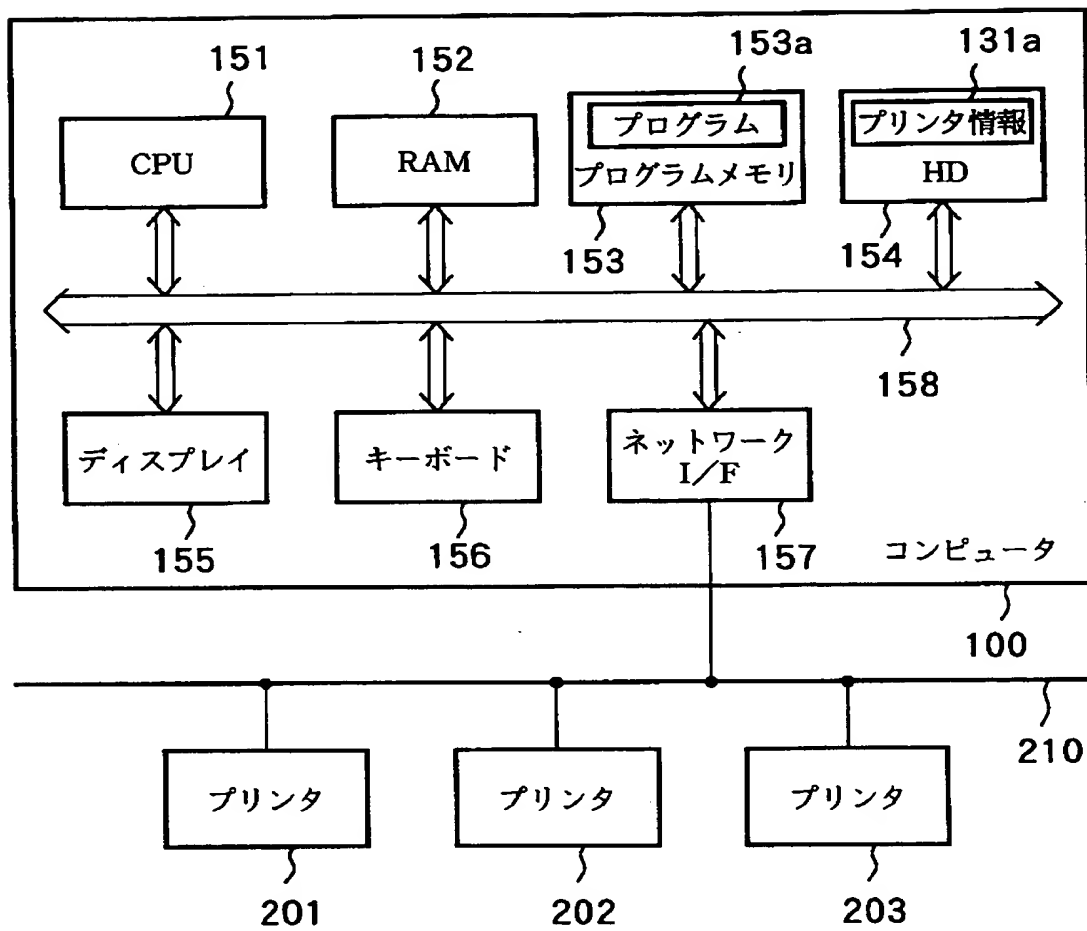 151
152
153a
131a
CPU
RAM
プログラム
プログラムメモリ
プリンタ情報
HD
153
154
158
ディスプレイ
キーボード
ネットワーク
I/F
155
156
157
コンピュータ
100
210
プリンタ
プリンタ
プリンタ
201
202
203